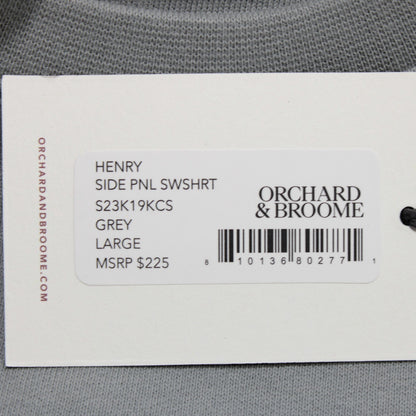 ORCHARDANDBROOME.COM
HENRY
SIDE PNL SWSHRT
S23K19KCS
GREY
LARGE
MSRP $225
ORCHARD
& BROOME
8 10136 80277 1